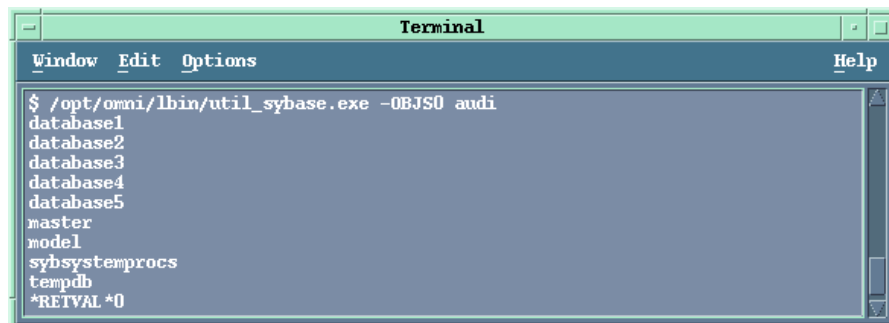 Terminal
Window Edit Options Help
$ /opt/omni/lbin/util_sybase.exe -OBJS0 audi
database1
database2
database3
database4
database5
master
model
sybsystemprocs
tempdb
*RETVAL*0